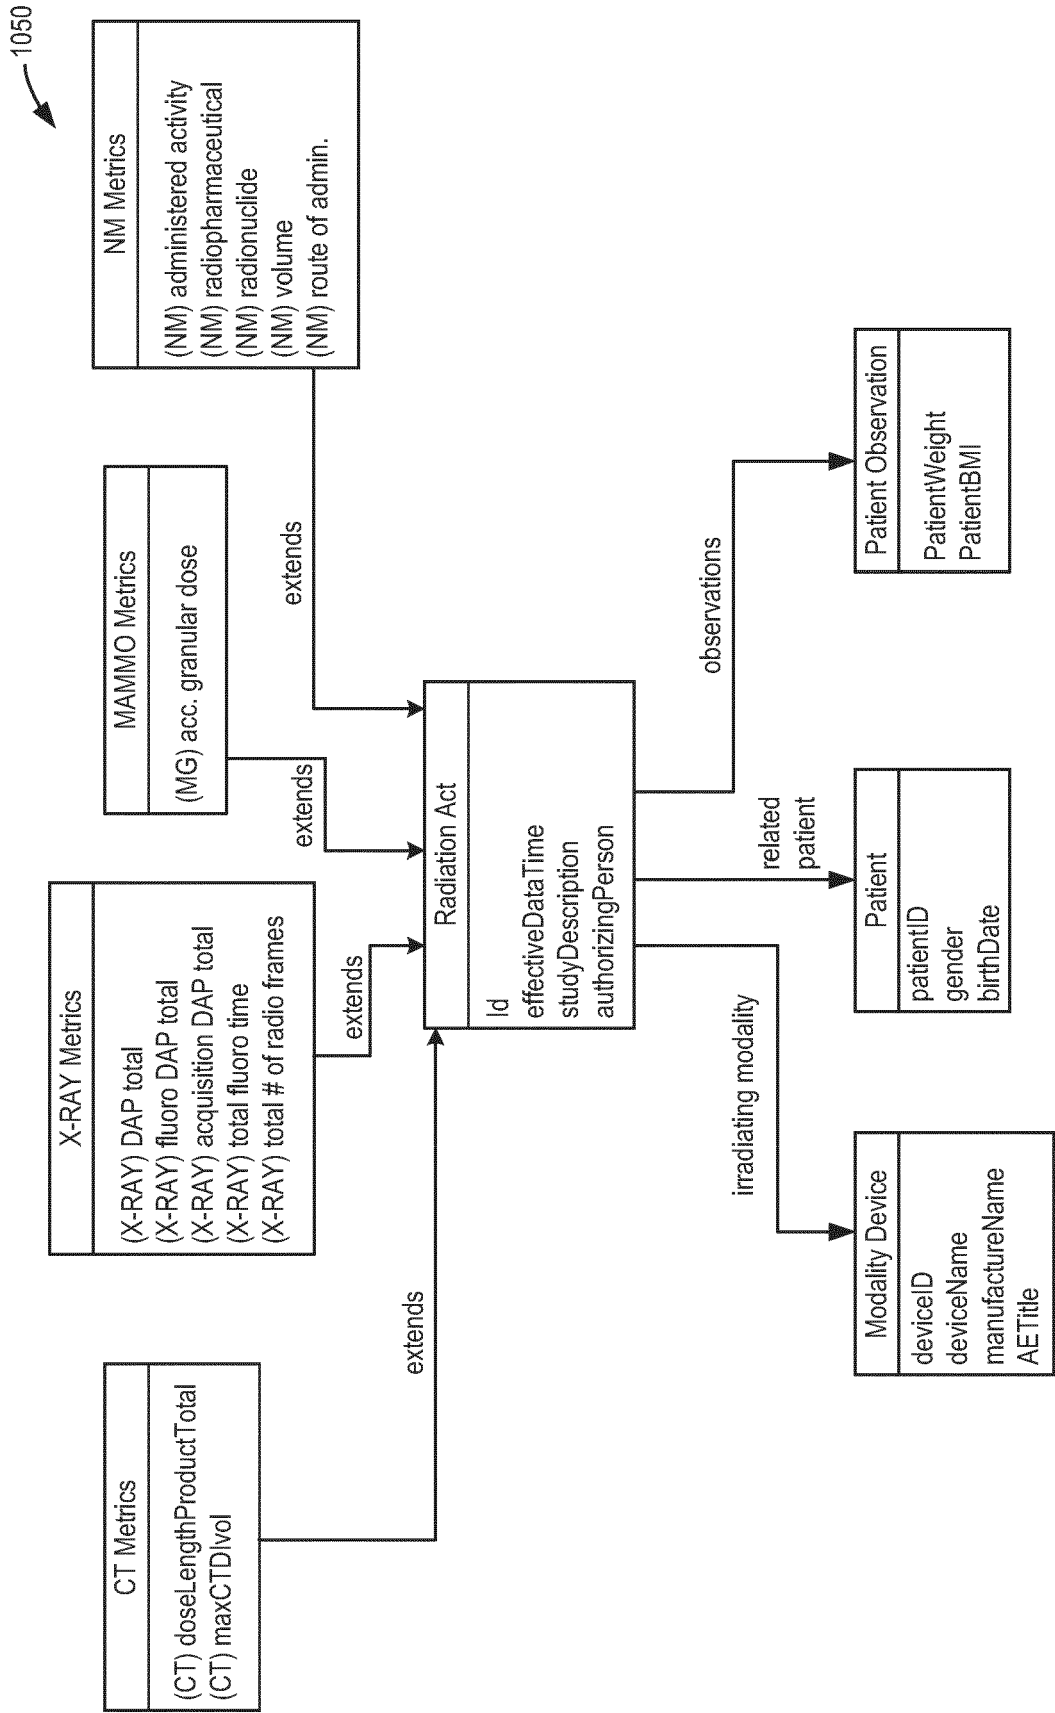 1050
CT Metrics
(CT) doseLengthProductTotal
(CT) maxCTDIvol
X-RAY Metrics
(X-RAY) DAP total
(X-RAY) fluoro DAP total
(X-RAY) acquisition DAP total
(X-RAY) total fluoro time
(X-RAY) total # of radio frames
MAMMO Metrics
(MG) acc. granular dose
NM Metrics
(NM) administered activity
(NM) radiopharmaceutical
(NM) radionuclide
(NM) volume
(NM) route of admin.
extends
extends
extends
extends
Radiation Act
Id
effectiveDataTime
studyDescription
authorizingPerson
irradiating modality
related
patient
observations
Modality Device
deviceID
deviceName
manufactureName
AETitle
Patient
patientID
gender
birthDate
Patient Observation
PatientWeight
PatientBMI